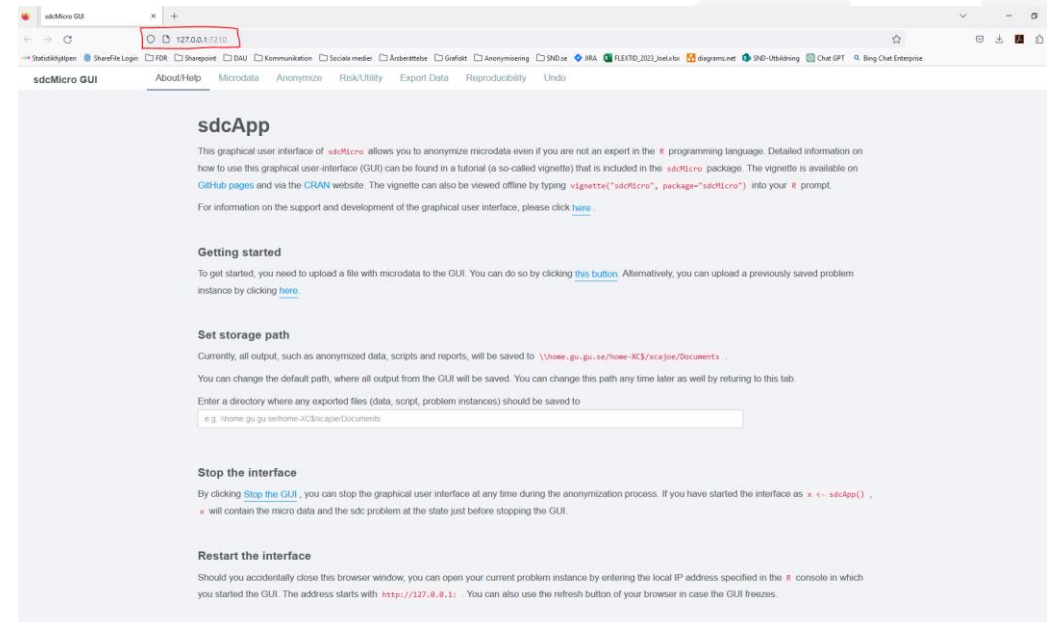 sdcMicro GUI
127.0.0.1:7210
Statistikhjälpen ShareFile Login FDR Sharepoint DAU Kommunikation Sociala medier Årsberättelse Grafiskt Anonymisering SND.se JIRA FLEXTID_2023_Joel.xlsx diagrams.net SND-Utbildning Chat GPT Bing Chat Enterprise
sdcMicro GUI About/Help Microdata Anonymize Risk/Utility Export Data Reproducibility Undo
sdcApp
This graphical user interface of sdcMicro allows you to anonymize microdata even if you are not an expert in the R programming language. Detailed information on
how to use this graphical user-interface (GUI) can be found in a tutorial (a so-called vignette) that is included in the sdcMicro package. The vignette is available on
GitHub pages and via the CRAN website. The vignette can also be viewed offline by typing vignette("sdcMicro", package="sdcMicro") into your R prompt.
For information on the support and development of the graphical user interface, please click here .
Getting started
To get started, you need to upload a file with microdata to the GUI. You can do so by clicking this button. Alternatively, you can upload a previously saved problem
instance by clicking here.
Set storage path
Currently, all output, such as anonymized data, scripts and reports, will be saved to \\home.gu.gu.se/home-XC$/xcajoe/Documents .
You can change the default path, where all output from the GUI will be saved. You can change this path any time later as well by returing to this tab.
Enter a directory where any exported files (data, script, problem instances) should be saved to
e.g. \\home.gu.gu.se/home-XC$/xcajoe/Documents
Stop the interface
By clicking Stop the GUI , you can stop the graphical user interface at any time during the anonymization process. If you have started the interface as x <- sdcApp() ,
x will contain the micro data and the sdc problem at the state just before stopping the GUI.
Restart the interface
Should you accidentally close this browser window, you can open your current problem instance by entering the local IP address specified in the R console in which
you started the GUI. The address starts with http://127.0.0.1: . You can also use the refresh button of your browser in case the GUI freezes.